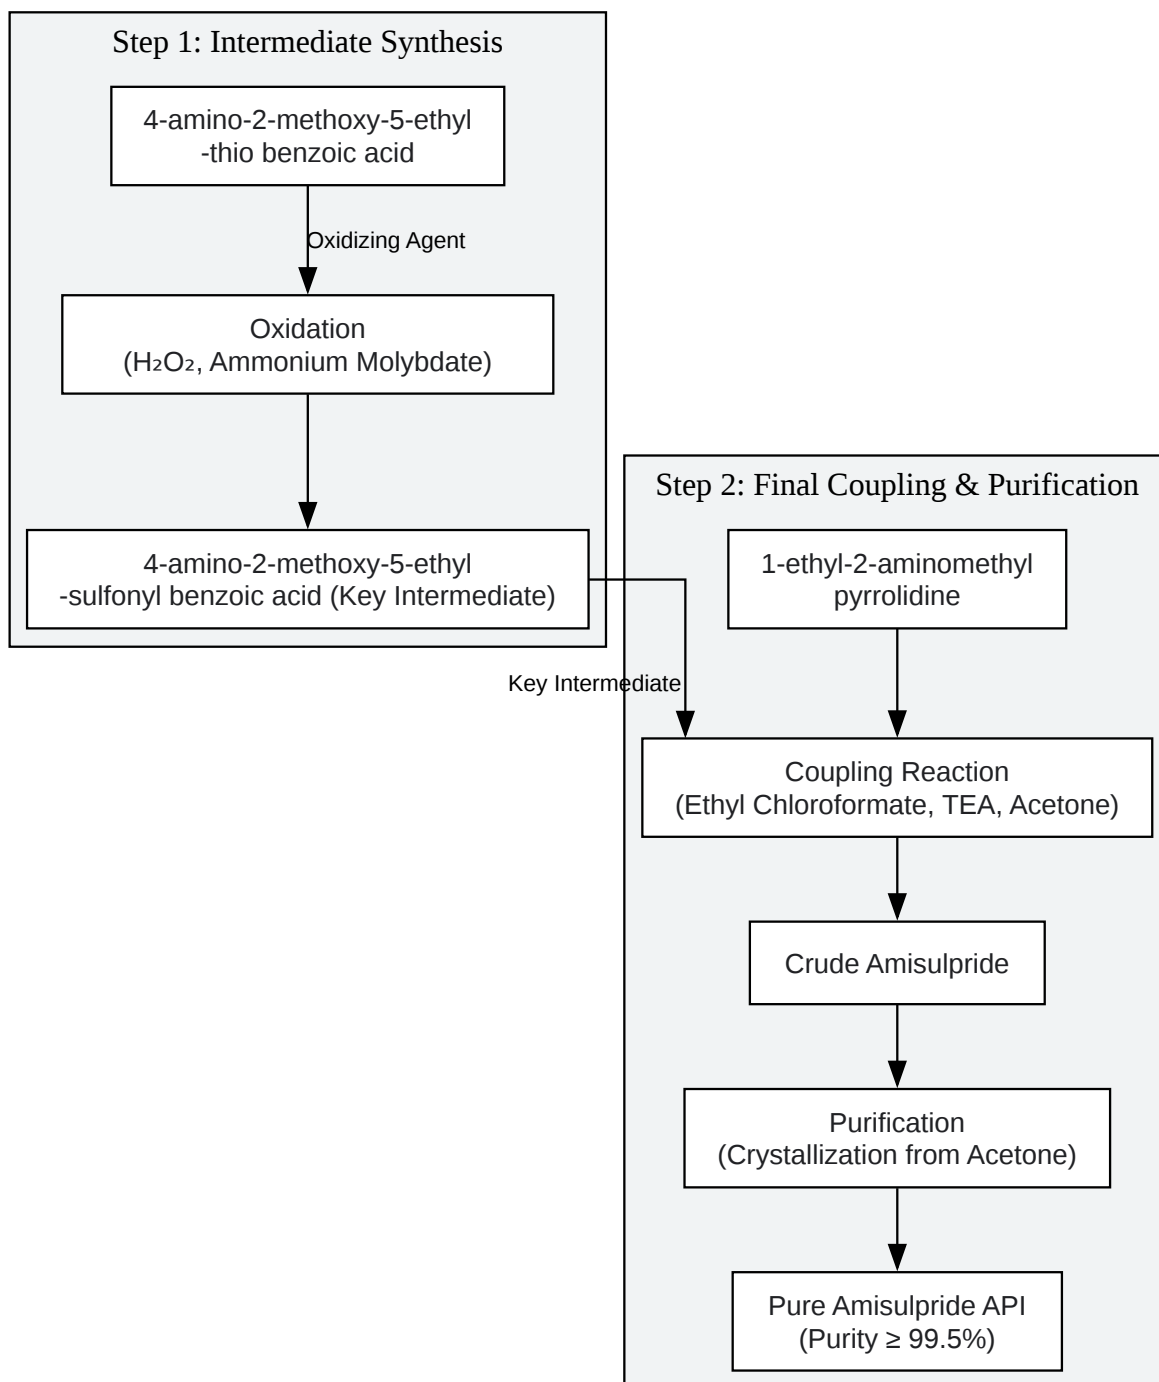 Step 1: Intermediate Synthesis
4-amino-2-methoxy-5-ethyl
-thio benzoic acid
Oxidizing Agent
Oxidation
(H₂O₂, Ammonium Molybdate)
4-amino-2-methoxy-5-ethyl
-sulfonyl benzoic acid (Key Intermediate)
Key Intermediate
Step 2: Final Coupling & Purification
1-ethyl-2-aminomethyl
pyrrolidine
Coupling Reaction
(Ethyl Chloroformate, TEA, Acetone)
Crude Amisulpride
Purification
(Crystallization from Acetone)
Pure Amisulpride API
(Purity ≥ 99.5%)